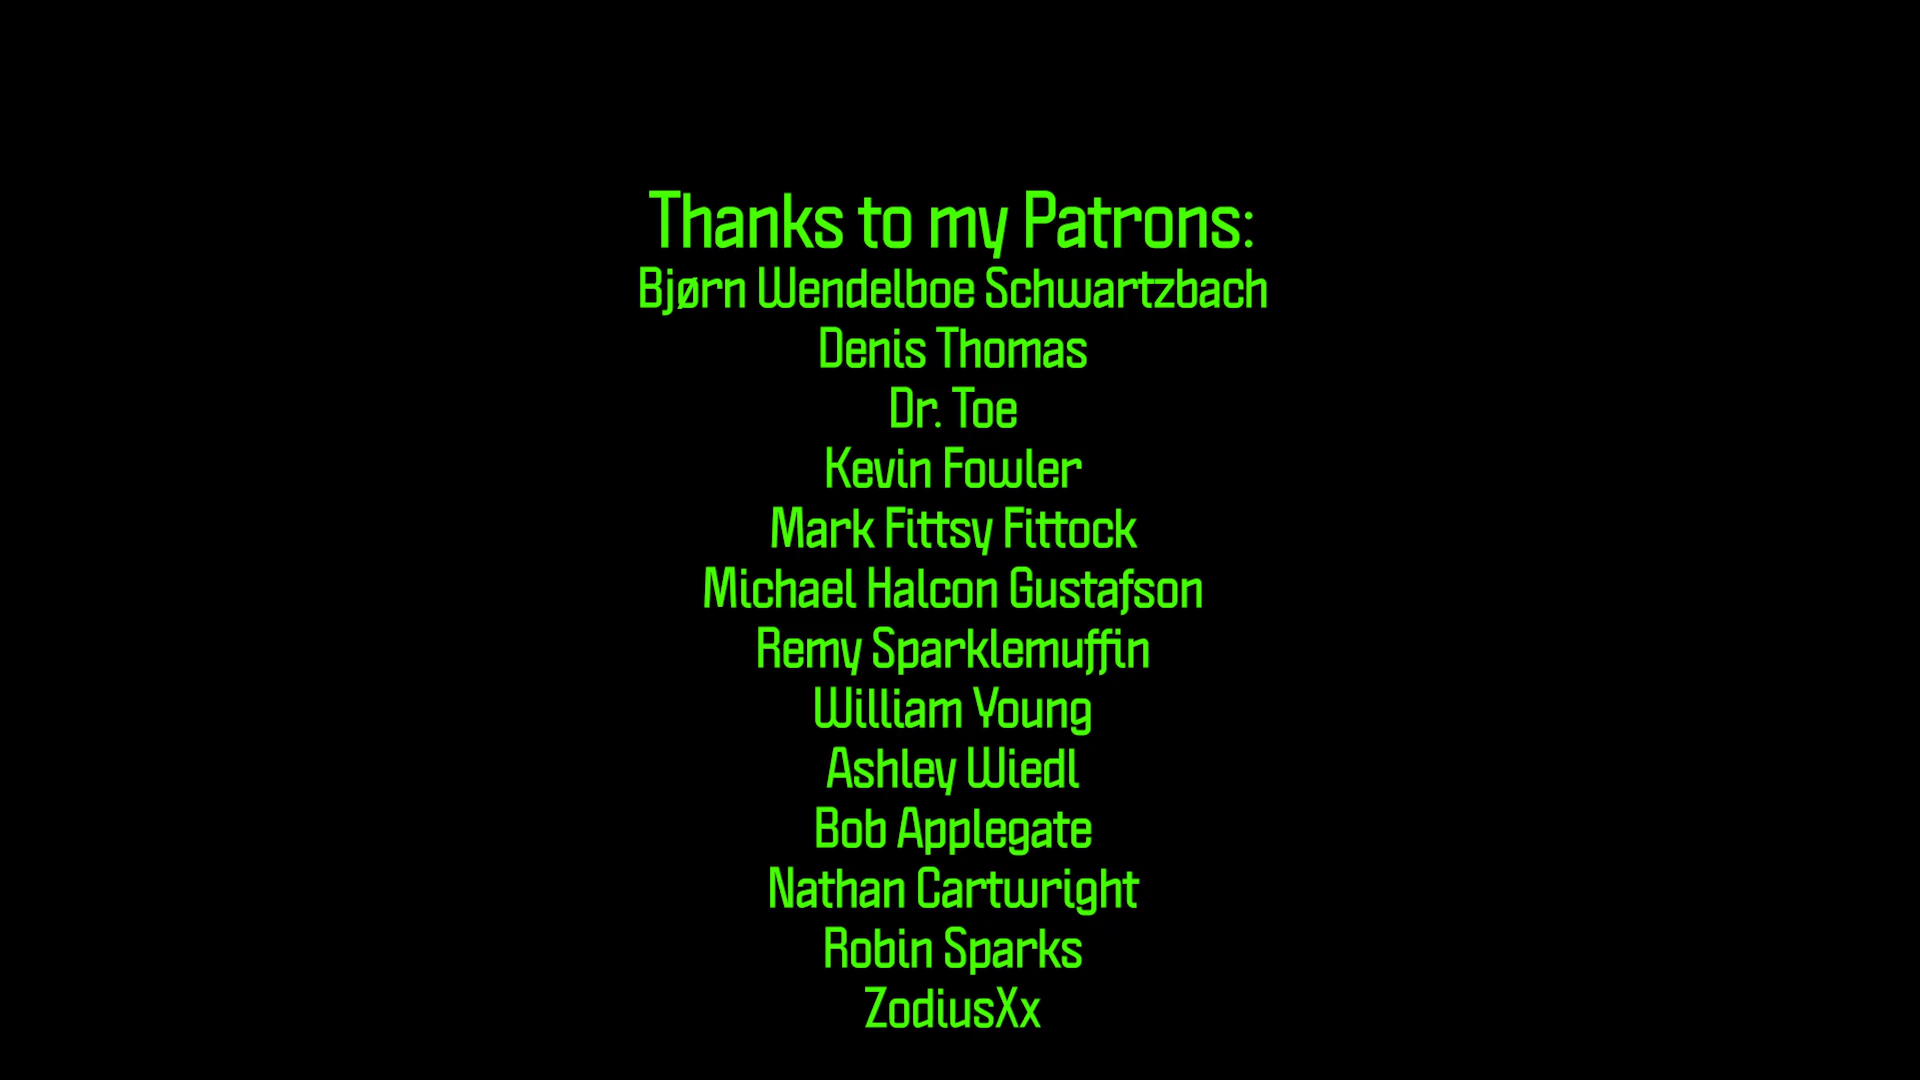 Thanks to my Patrons:
Bjørn Wendelboe Schwartzbach
Denis Thomas
Dr. Toe
Kevin Fowler
Mark Fittsy Fittock
Michael Halcon Gustafson
Remy Sparklemuffin
William Young
Ashley Wiedl
Bob Applegate
Nathan Cartwright
Robin Sparks
ZodiusXx